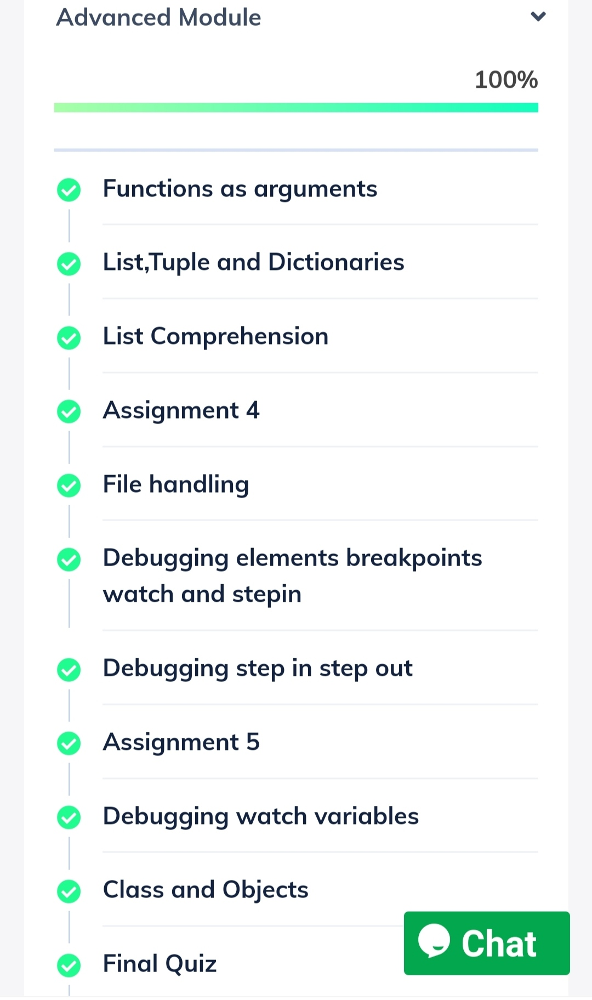 Advanced Module
100%
Functions as arguments
List,Tuple and Dictionaries
List Comprehension
Assignment 4
File handling
Debugging elements breakpoints
watch and stepin
Debugging step in step out
Assignment 5
Debugging watch variables
Class and Objects
Chat
Final Quiz